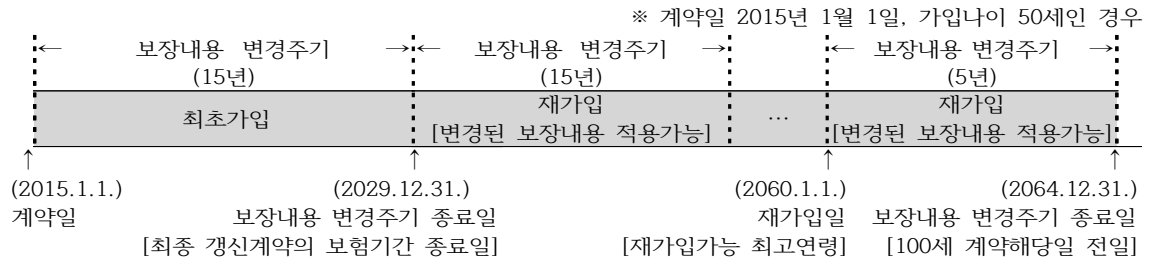 ※ 계약일 2015년 1월 1일, 가입나이 50세인 경우
← 보장내용 변경주기 → ← 보장내용 변경주기 → ← 보장내용 변경주기 →
(15년) (15년) (5년)
최초가입 재가입 … 재가입
[변경된 보장내용 적용가능] [변경된 보장내용 적용가능]
↑ ↑ ↑ ↑
(2015.1.1.) (2029.12.31.) (2060.1.1.) (2064.12.31.)
계약일 보장내용 변경주기 종료일 재가입일 보장내용 변경주기 종료일
[최종 갱신계약의 보험기간 종료일] [재가입가능 최고연령] [100세 계약해당일 전일]